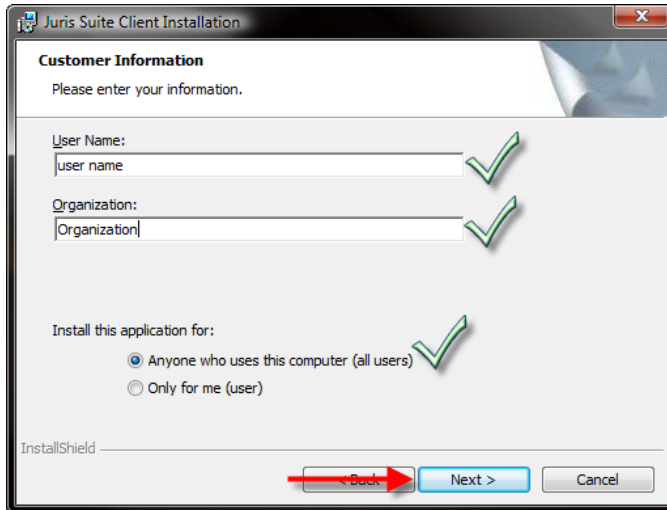 Juris Suite Client Installation
Customer Information
Please enter your information.
User Name:
user name
Organization:
Organization
Install this application for:
Anyone who uses this computer (all users)
Only for me (user)
InstallShield
< Back
Next >
Cancel